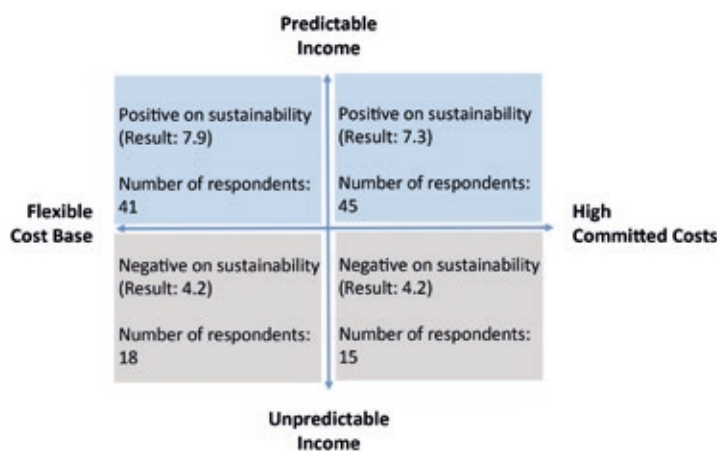 Predictable
Income
Positive on sustainability
(Result: 7.9)
Number of respondents:
41
Positive on sustainability
(Result: 7.3)
Number of respondents:
45
Flexible
Cost Base
High
Committed Costs
Negative on sustainability
(Result: 4.2)
Number of respondents:
18
Negative on sustainability
(Result: 4.2)
Number of respondents:
15
Unpredictable
Income